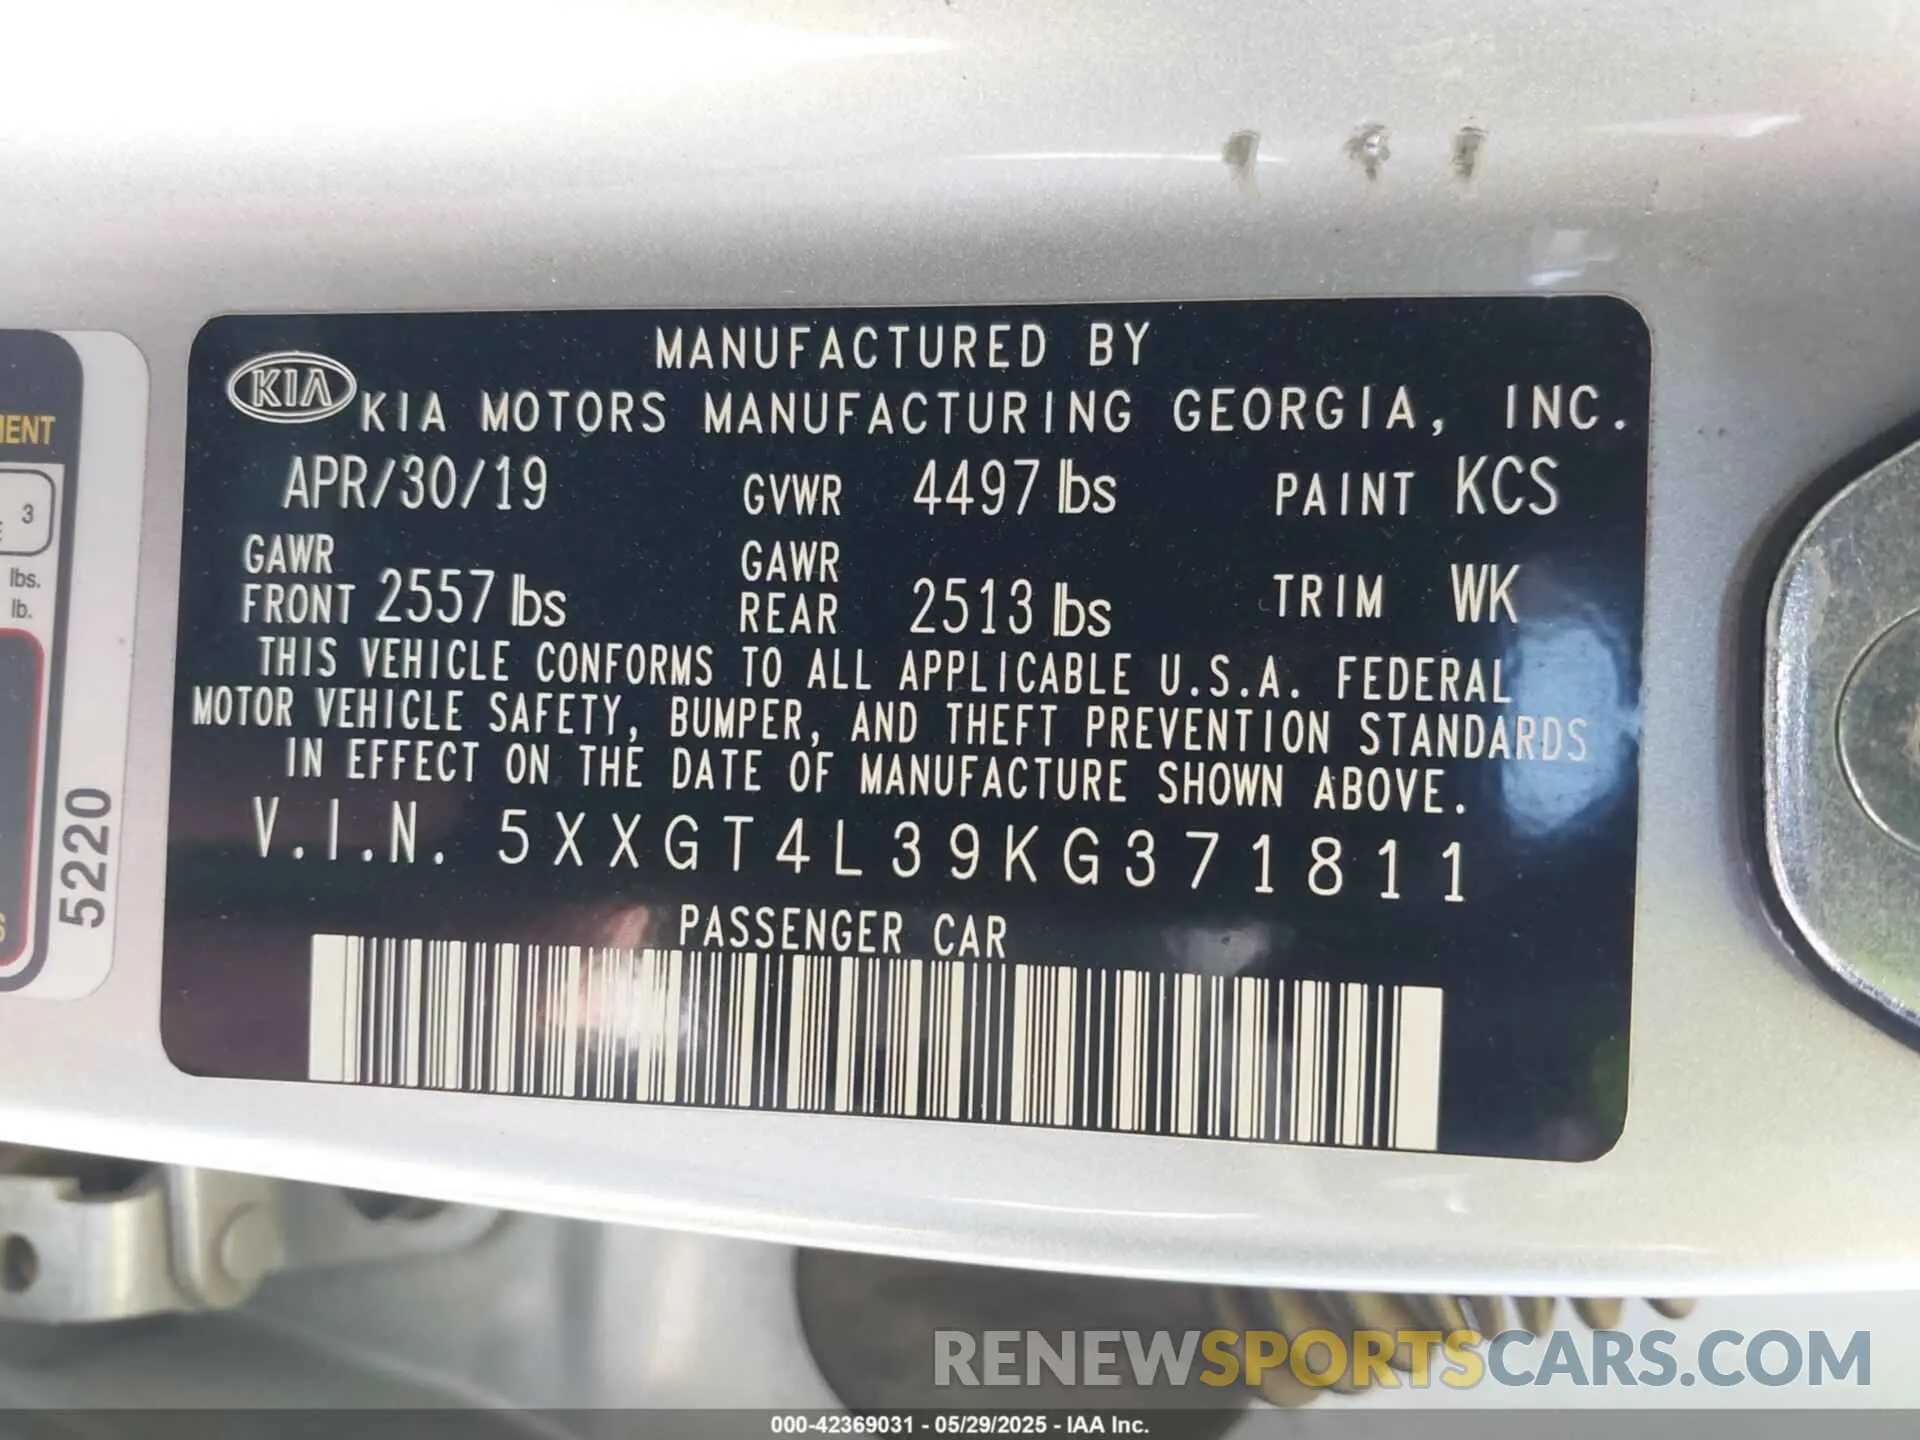 MANUFACTURED BY
KIA KIA MOTORS MANUFACTURING GEORGIA, INC.
APR/30/19 GVWR 4497 lbs PAINT KCS
GAWR FRONT 2557 lbs GAWR REAR 2513 lbs TRIM WK
THIS VEHICLE CONFORMS TO ALL APPLICABLE U.S.A. FEDERAL
MOTOR VEHICLE SAFETY, BUMPER, AND THEFT PREVENTION STANDARDS
IN EFFECT ON THE DATE OF MANUFACTURE SHOWN ABOVE.
V.I.N. 5XXGT4L39KG371811
PASSENGER CAR
3
lbs.
lb.
5220
RENEWSPORTSCARS.COM
000-42369031 - 05/29/2025 - IAA Inc.